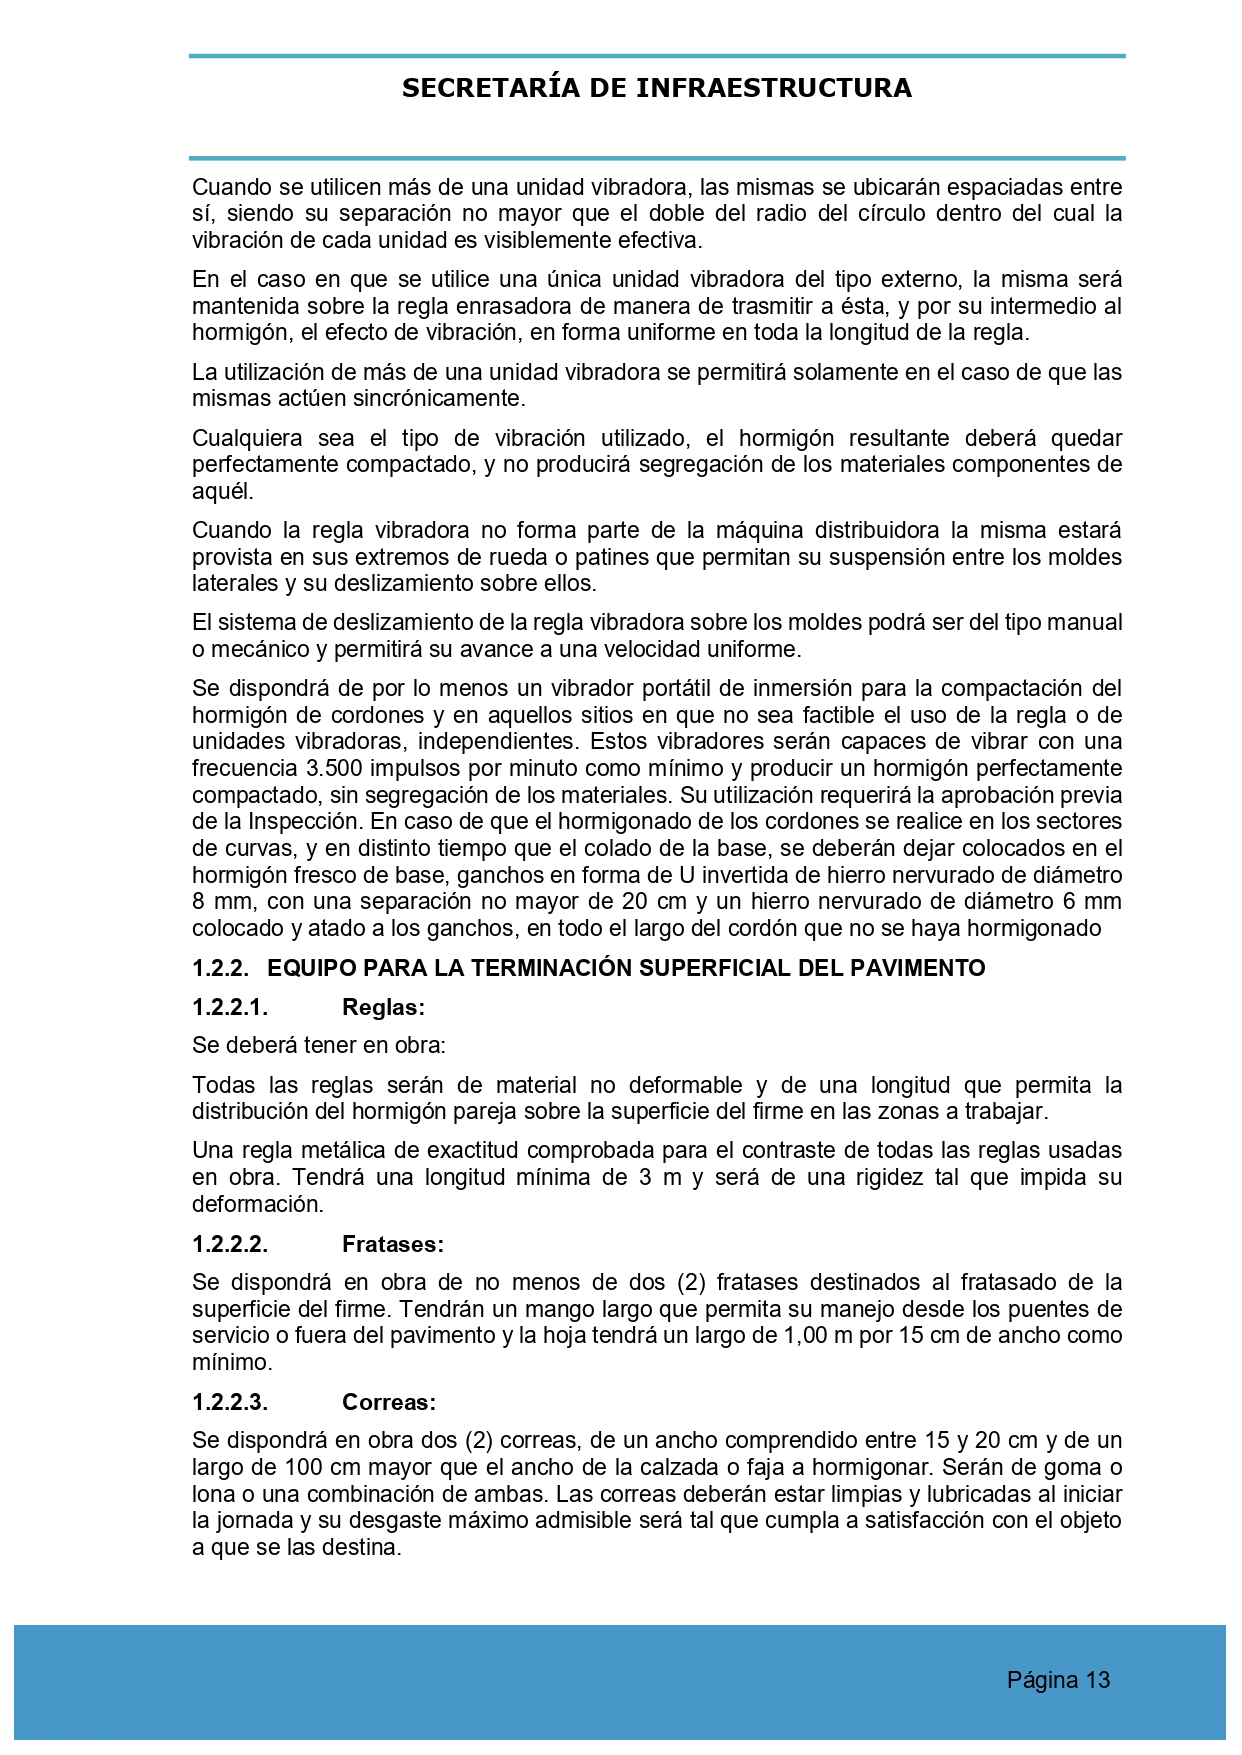 SECRETARÍA DE INFRAESTRUCTURA
Cuando se utilicen más de una unidad vibradora, las mismas se ubicarán espaciadas entre
sí, siendo su separación no mayor que el doble del radio del círculo dentro del cual la
vibración de cada unidad es visiblemente efectiva.
En el caso en que se utilice una única unidad vibradora del tipo externo, la misma será
mantenida sobre la regla enrasadora de manera de trasmitir a ésta, y por su intermedio al
hormigón, el efecto de vibración, en forma uniforme en toda la longitud de la regla.
La utilización de más de una unidad vibradora se permitirá solamente en el caso de que las
mismas actúen sincrónicamente.
Cualquiera sea el tipo de vibración utilizado, el hormigón resultante deberá quedar
perfectamente compactado, y no producirá segregación de los materiales componentes de
aquél.
Cuando la regla vibradora no forma parte de la máquina distribuidora la misma estará
provista en sus extremos de rueda o patines que permitan su suspensión entre los moldes
laterales y su deslizamiento sobre ellos.
El sistema de deslizamiento de la regla vibradora sobre los moldes podrá ser del tipo manual
o mecánico y permitirá su avance a una velocidad uniforme.
Se dispondrá de por lo menos un vibrador portátil de inmersión para la compactación del
hormigón de cordones y en aquellos sitios en que no sea factible el uso de la regla o de
unidades vibradoras, independientes. Estos vibradores serán capaces de vibrar con una
frecuencia 3.500 impulsos por minuto como mínimo y producir un hormigón perfectamente
compactado, sin segregación de los materiales. Su utilización requerirá la aprobación previa
de la Inspección. En caso de que el hormigonado de los cordones se realice en los sectores
de curvas, y en distinto tiempo que el colado de la base, se deberán dejar colocados en el
hormigón fresco de base, ganchos en forma de U invertida de hierro nervurado de diámetro
8 mm, con una separación no mayor de 20 cm y un hierro nervurado de diámetro 6 mm
colocado y atado a los ganchos, en todo el largo del cordón que no se haya hormigonado
1.2.2. EQUIPO PARA LA TERMINACIÓN SUPERFICIAL DEL PAVIMENTO
1.2.2.1. Reglas:
Se deberá tener en obra:
Todas las reglas serán de material no deformable y de una longitud que permita la
distribución del hormigón pareja sobre la superficie del firme en las zonas a trabajar.
Una regla metálica de exactitud comprobada para el contraste de todas las reglas usadas
en obra. Tendrá una longitud mínima de 3 m y será de una rigidez tal que impida su
deformación.
1.2.2.2. Fratases:
Se dispondrá en obra de no menos de dos (2) fratases destinados al fratasado de la
superficie del firme. Tendrán un mango largo que permita su manejo desde los puentes de
servicio o fuera del pavimento y la hoja tendrá un largo de 1,00 m por 15 cm de ancho como
mínimo.
1.2.2.3. Correas:
Se dispondrá en obra dos (2) correas, de un ancho comprendido entre 15 y 20 cm y de un
largo de 100 cm mayor que el ancho de la calzada o faja a hormigonar. Serán de goma o
lona o una combinación de ambas. Las correas deberán estar limpias y lubricadas al iniciar
la jornada y su desgaste máximo admisible será tal que cumpla a satisfacción con el objeto
a que se las destina.
Página 13